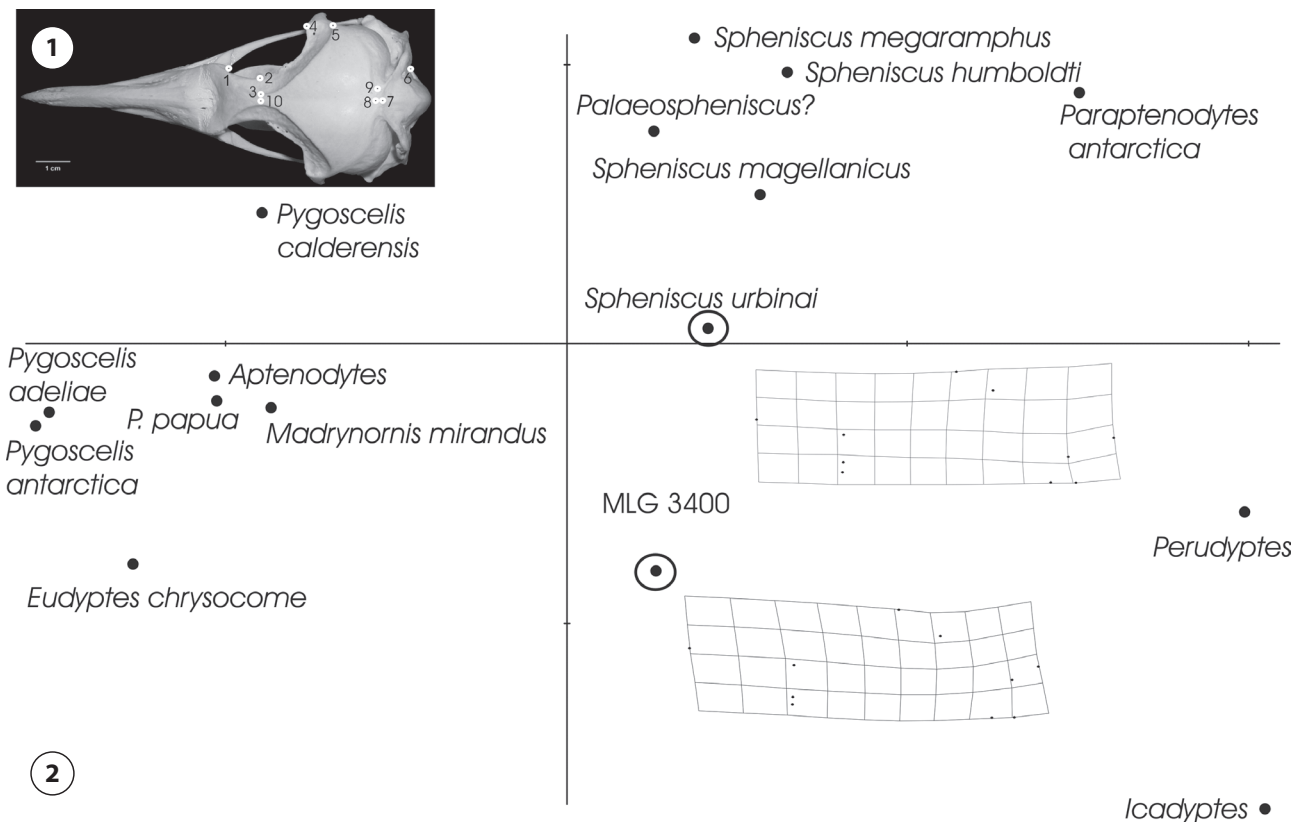 1
4
5
1
2
3
10
9
8
7
6
1 cm
Spheniscus megaramphus
Spheniscus humboldti
Palaeospheniscus?
Paraptenodytes
antarctica
Spheniscus magellanicus
Pygoscelis
calderensis
Spheniscus urbinai
Pygoscelis
adeliae
Aptenodytes
P. papua
Madrynornis mirandus
Pygoscelis
antarctica
MLG 3400
Perudyptes
Eudyptes chrysocome
2
Icadyptes